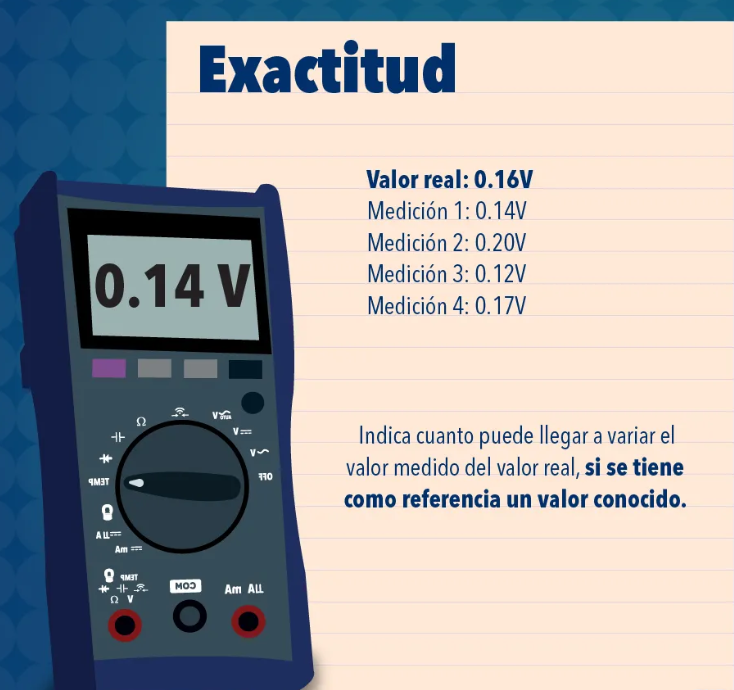 Exactitud
Valor real: 0.16V
Medición 1: 0.14V
Medición 2: 0.20V
Medición 3: 0.12V
Medición 4: 0.17V
Indica cuanto puede llegar a variar el
valor medido del valor real, si se tiene
como referencia un valor conocido.
0.14 V
Ω
V
V
V
OFF
TEMP
A
Am
TEMP
Ω V
COM
Am